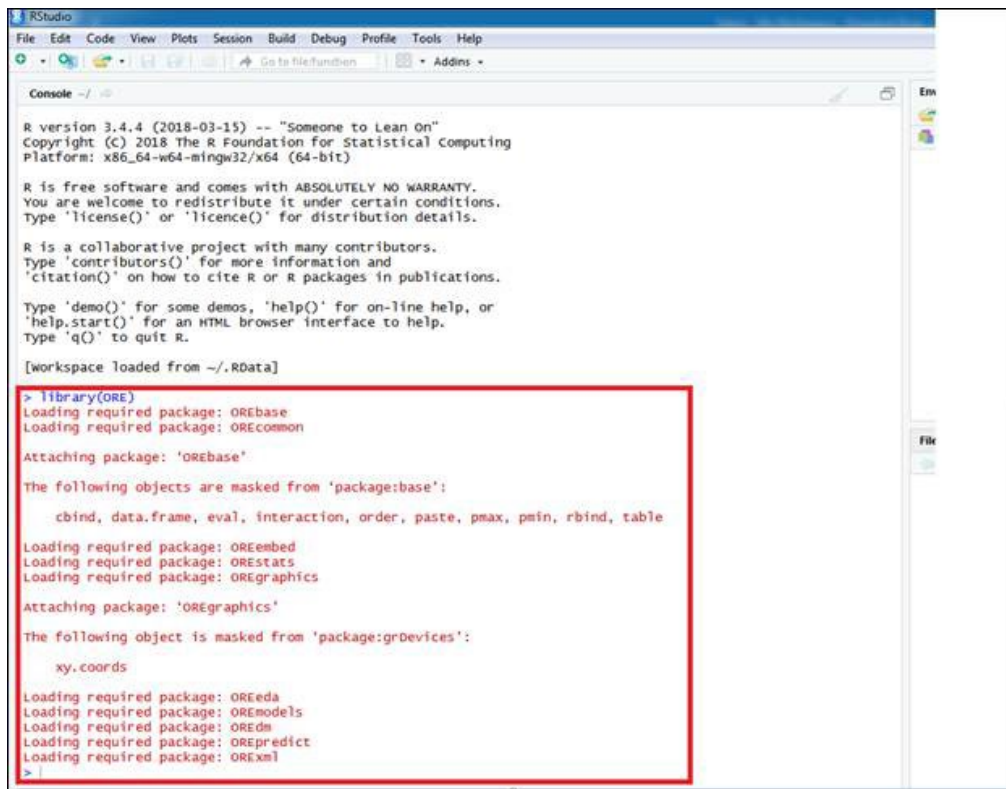 RStudio
File Edit Code View Plots Session Build Debug Profile Tools Help
Go to file/function Addins
Console ~/
R version 3.4.4 (2018-03-15) -- "Someone to Lean On"
Copyright (C) 2018 The R Foundation for Statistical Computing
Platform: x86_64-w64-mingw32/x64 (64-bit)
R is free software and comes with ABSOLUTELY NO WARRANTY.
You are welcome to redistribute it under certain conditions.
Type 'license()' or 'licence()' for distribution details.
R is a collaborative project with many contributors.
Type 'contributors()' for more information and
'citation()' on how to cite R or R packages in publications.
Type 'demo()' for some demos, 'help()' for on-line help, or
'help.start()' for an HTML browser interface to help.
Type 'q()' to quit R.
[Workspace loaded from ~/.RData]
> library(ORE)
Loading required package: OREbase
Loading required package: OREcommon
Attaching package: 'OREbase'
The following objects are masked from 'package:base':
cbind, data.frame, eval, interaction, order, paste, pmax, pmin, rbind, table
Loading required package: OREembed
Loading required package: OREstats
Loading required package: OREgraphics
Attaching package: 'OREgraphics'
The following object is masked from 'package:grDevices':
xy.coords
Loading required package: OREeda
Loading required package: OREmodels
Loading required package: OREdm
Loading required package: OREpredict
Loading required package: ORExml
>
Env
File